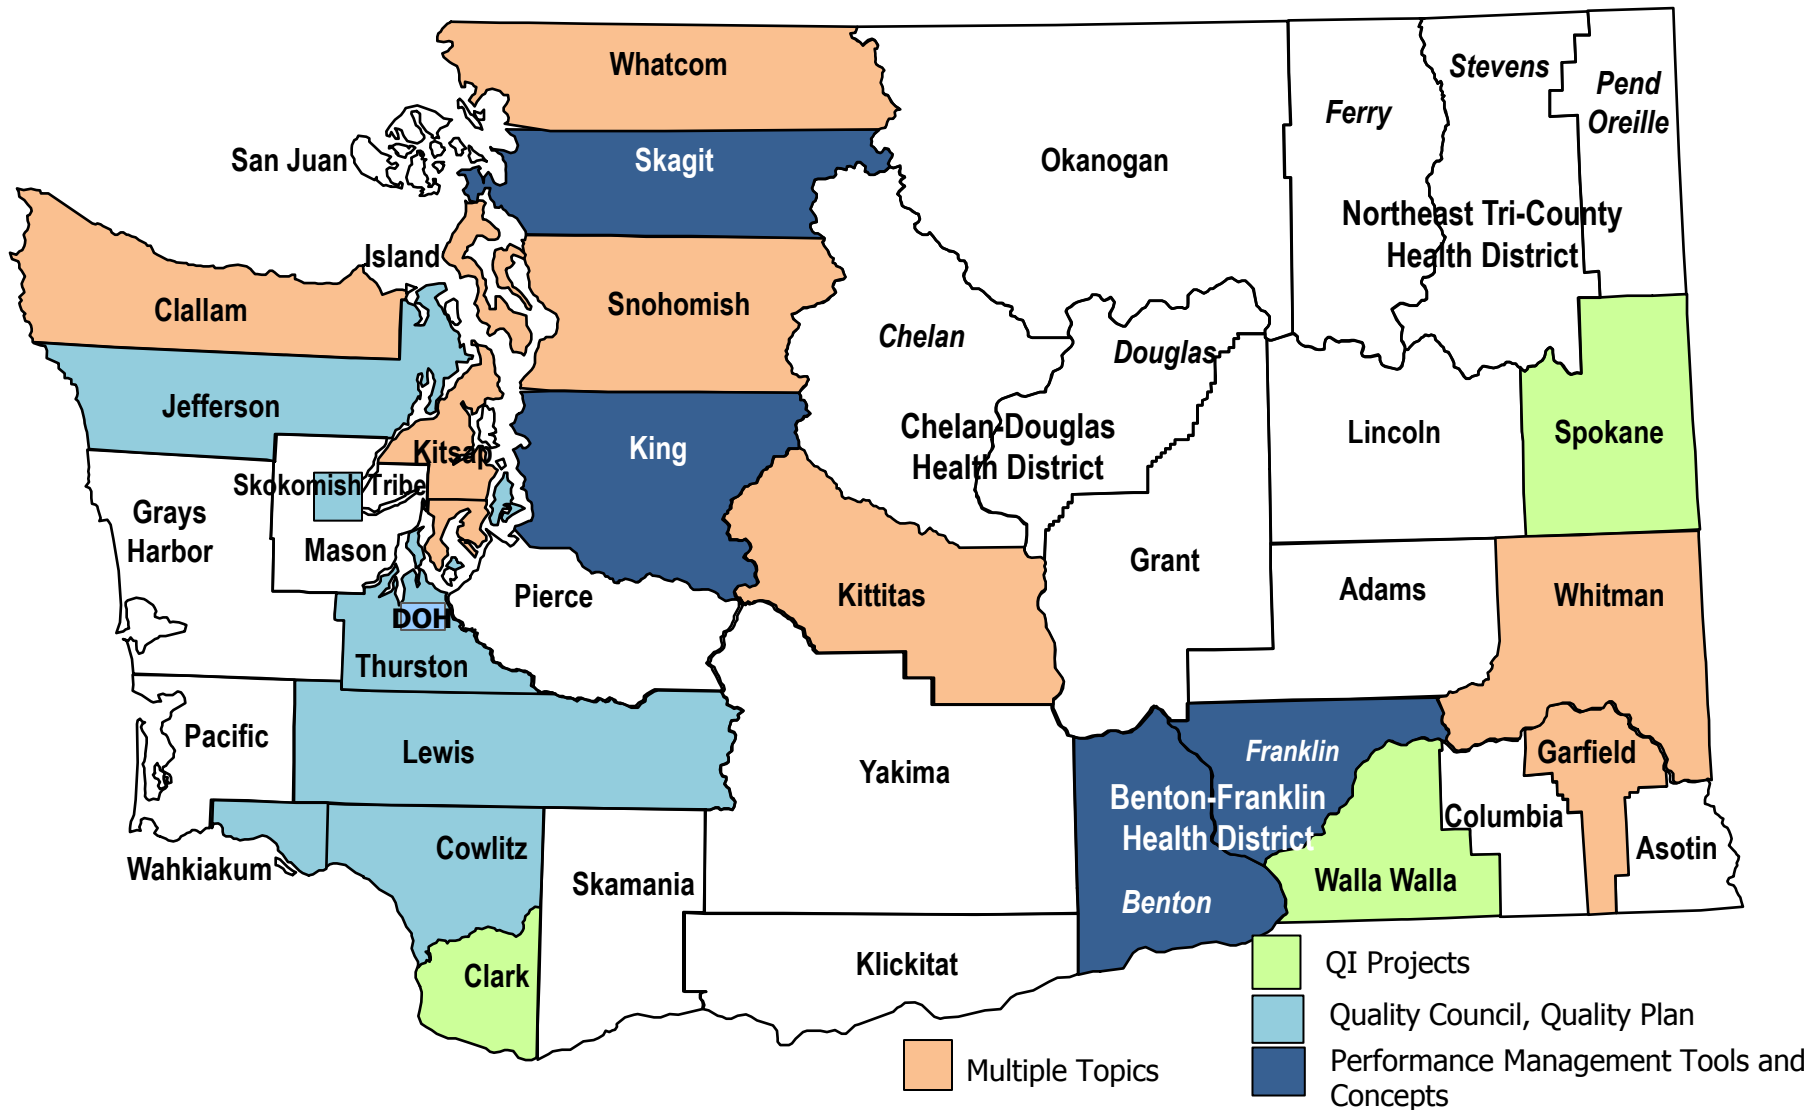 Whatcom
Stevens
Pend
Oreille
Ferry
San Juan
Skagit
Okanogan
Northeast Tri-County
Health District
Island
Clallam
Snohomish
Chelan
Douglas
Jefferson
Chelan-Douglas
Health District
Kitsap
King
Lincoln
Spokane
Skokomish Tribe
Grays
Harbor
Mason
Grant
Pierce
Kittitas
Adams
Whitman
DOH
Thurston
Pacific
Lewis
Yakima
Franklin
Garfield
Benton-Franklin
Health District
Columbia
Wahkiakum
Cowlitz
Skamania
Walla Walla
Asotin
Benton
Clark
Klickitat
QI Projects
Quality Council, Quality Plan
Multiple Topics
Performance Management Tools and
Concepts